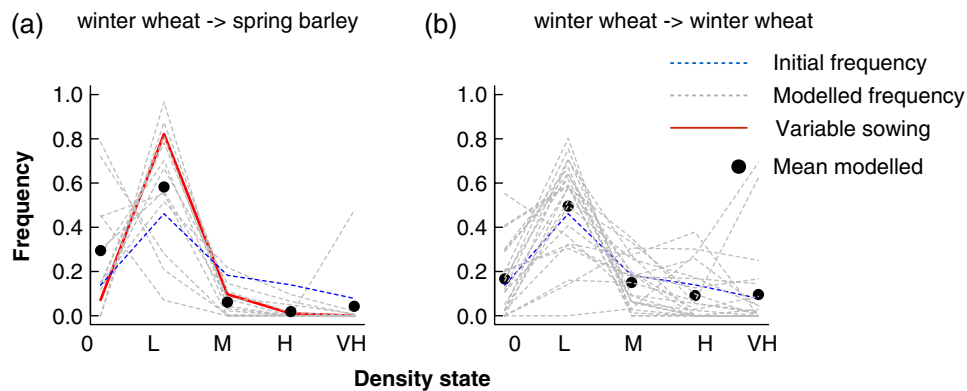 (a) winter wheat -> spring barley
(b) winter wheat -> winter wheat
Initial frequency
Modelled frequency
Variable sowing
Mean modelled
Frequency
1.0
0.8
0.6
0.4
0.2
0.0
0 L M H VH
1.0
0.8
0.6
0.4
0.2
0.0
0 L M H VH
Density state